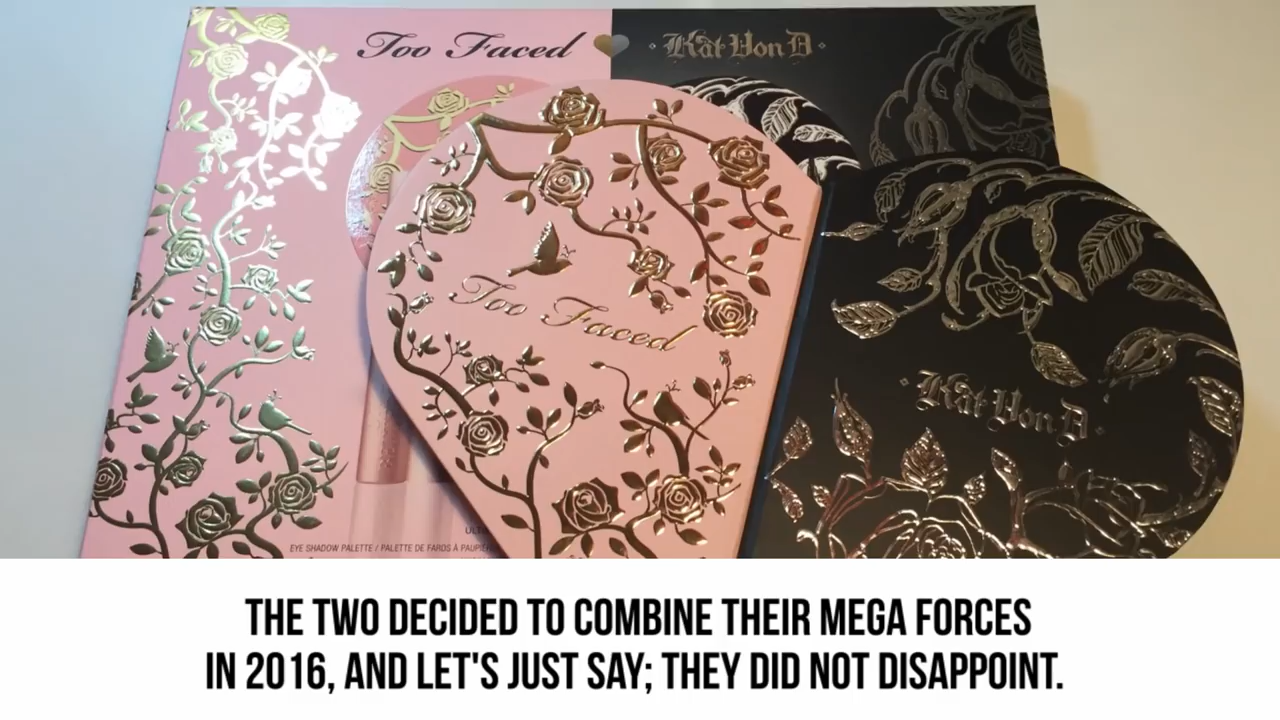 Too Faced
Kat Von D
Too Faced
Kat Von D
EYE SHADOW PALETTE / PALETTE DE FARDS À PAUPIÈ
THE TWO DECIDED TO COMBINE THEIR MEGA FORCES
IN 2016, AND LET'S JUST SAY; THEY DID NOT DISAPPOINT.